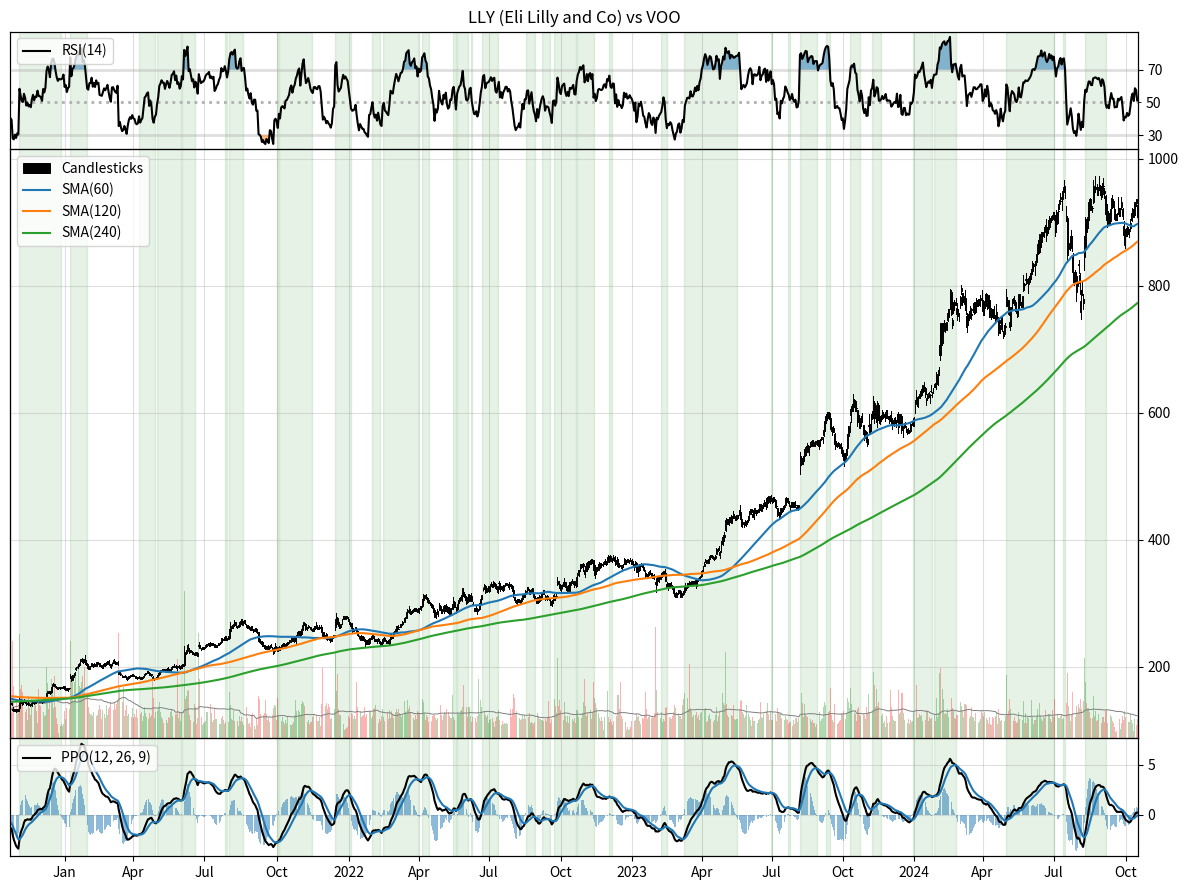 LLY (Eli Lilly and Co) vs VOO
RSI(14)
70
50
30
Candlesticks
SMA(60)
SMA(120)
SMA(240)
1000
800
600
400
200
PPO(12, 26, 9)
5
0
Jan Apr Jul Oct 2022 Apr Jul Oct 2023 Apr Jul Oct 2024 Apr Jul Oct